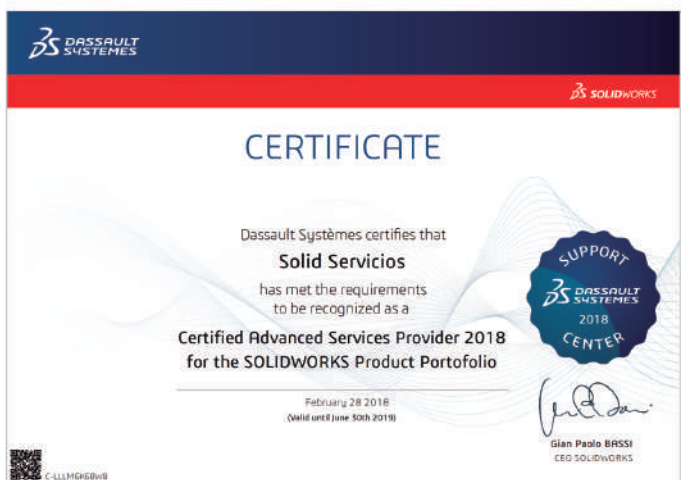 DASSAULT
SYSTEMES
SOLIDWORKS
CERTIFICATE
Dassault Systèmes certifies that
Solid Servicios
has met the requirements
to be recognized as a
Certified Advanced Services Provider 2018
for the SOLIDWORKS Product Portofolio
SUPPORT
DASSAULT
SYSTEMES
2018
CENTER
February 28 2018
(Valid until June 30th 2019)
Gian Paolo BASSI
CEO SOLIDWORKS